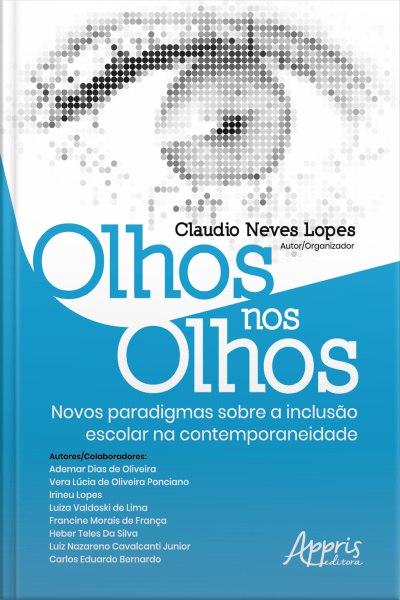 Claudio Neves Lopes
Autor/Organizador
Olhos
nos
Olhos
Novos paradigmas sobre a inclusão
escolar na contemporaneidade
Autores/Colaboradores:
Ademar Dias de Oliveira
Vera Lúcia de Oliveira Ponciano
Irineu Lopes
Luiza Valdoski de Lima
Francine Morais de França
Heber Teles Da Silva
Luiz Nazareno Cavalcanti Junior
Carlos Eduardo Bernardo
Appris
editora